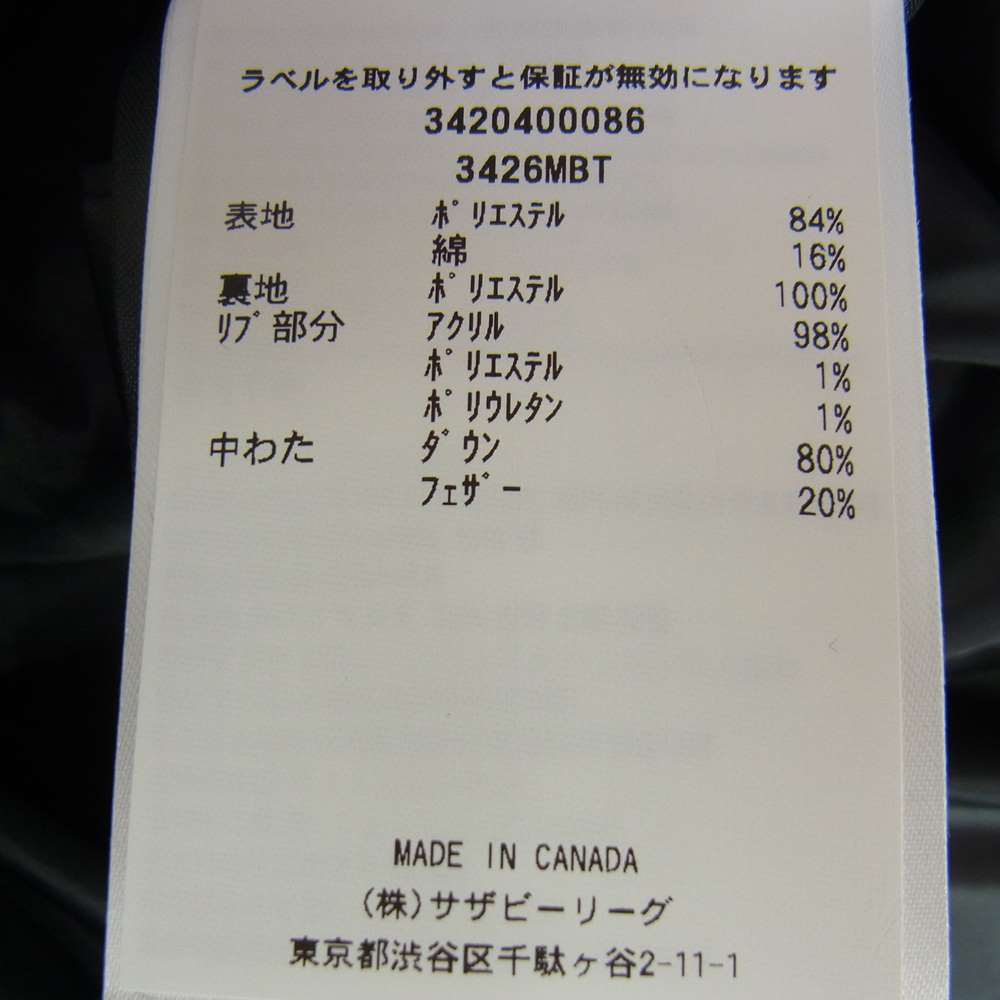 ラベルを取り外すと保証が無効になります
3420400086
3426MBT
表地 ﾎﾟﾘｴｽﾃﾙ 84%
綿 16%
裏地 ﾎﾟﾘｴｽﾃﾙ 100%
ﾘﾌﾞ部分 ｱｸﾘﾙ 98%
ﾎﾟﾘｴｽﾃﾙ 1%
ﾎﾟﾘｳﾚﾀﾝ 1%
中わた ﾀﾞｳﾝ 80%
ﾌｪｻﾞｰ 20%
MADE IN CANADA
(株)サザビーリーグ
東京都渋谷区千駄ヶ谷2-11-1